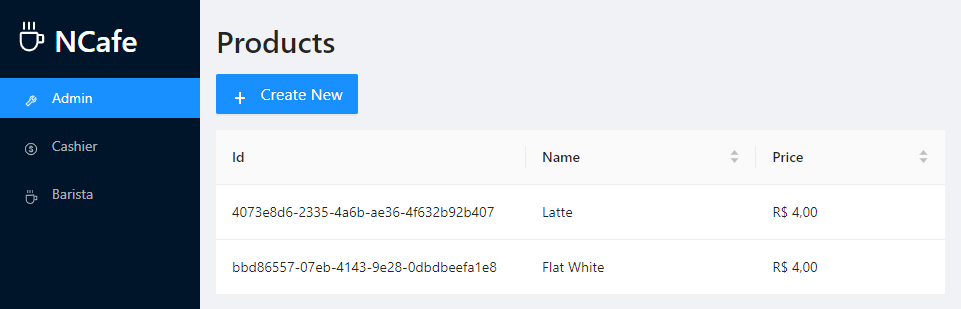 NCafe
Admin
Cashier
Barista
Products
+ Create New
Id Name Price
4073e8d6-2335-4a6b-ae36-4f632b92b407 Latte R$ 4,00
bbd86557-07eb-4143-9e28-0dbdbeefa1e8 Flat White R$ 4,00